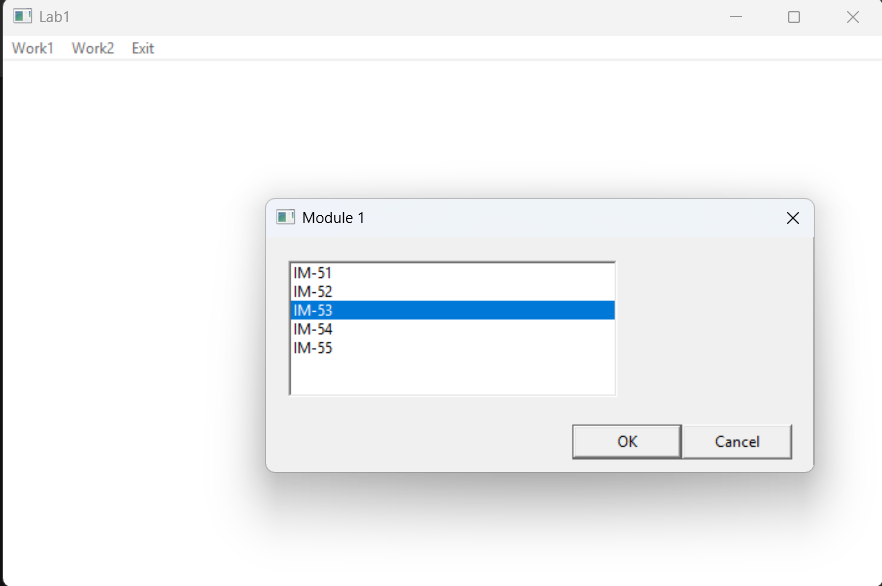 Lab1
Work1 Work2 Exit
Module 1
IM-51
IM-52
IM-53
IM-54
IM-55
OK Cancel